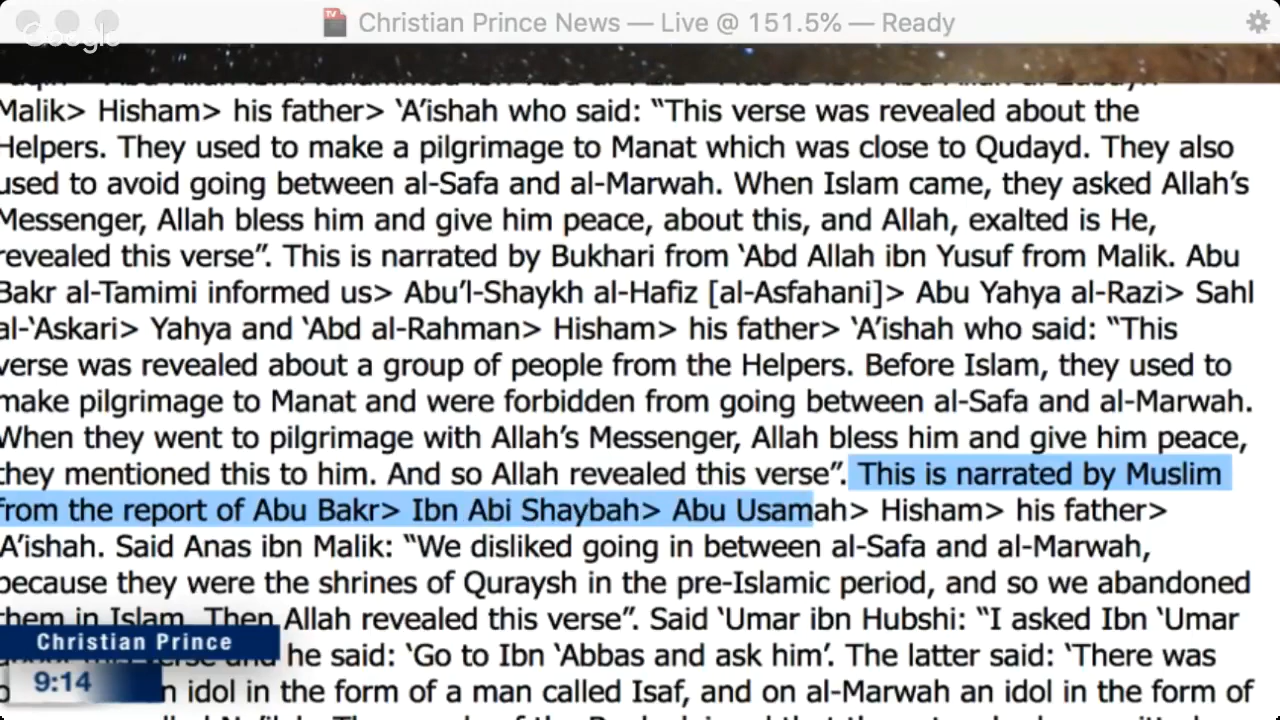 Christian Prince News — Live @ 151.5% — Ready
Google
Malik> Hisham> his father> ‘A’ishah who said: “This verse was revealed about the
Helpers. They used to make a pilgrimage to Manat which was close to Qudayd. They also
used to avoid going between al-Safa and al-Marwah. When Islam came, they asked Allah’s
Messenger, Allah bless him and give him peace, about this, and Allah, exalted is He,
revealed this verse”. This is narrated by Bukhari from ‘Abd Allah ibn Yusuf from Malik. Abu
Bakr al-Tamimi informed us> Abu’l-Shaykh al-Hafiz [al-Asfahani]> Abu Yahya al-Razi> Sahl
al-‘Askari> Yahya and ‘Abd al-Rahman> Hisham> his father> ‘A’ishah who said: “This
verse was revealed about a group of people from the Helpers. Before Islam, they used to
make pilgrimage to Manat and were forbidden from going between al-Safa and al-Marwah.
When they went to pilgrimage with Allah’s Messenger, Allah bless him and give him peace,
they mentioned this to him. And so Allah revealed this verse”. This is narrated by Muslim
from the report of Abu Bakr> Ibn Abi Shaybah> Abu Usamah> Hisham> his father>
A’ishah. Said Anas ibn Malik: “We disliked going in between al-Safa and al-Marwah,
because they were the shrines of Quraysh in the pre-Islamic period, and so we abandoned
them in Islam. Then Allah revealed this verse”. Said ‘Umar ibn Hubshi: “I asked Ibn ‘Umar
verse and he said: ‘Go to Ibn ‘Abbas and ask him’. The latter said: ‘There was
idol in the form of a man called Isaf, and on al-Marwah an idol in the form of
Christian Prince
9:14